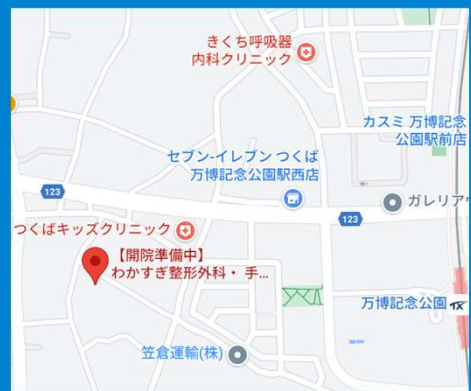 きくち呼吸器
内科クリニック
カスミ 万博記念
公園駅前店
セブン-イレブン つくば
万博記念公園駅西店
123
ガレリアヴ
123
つくばキッズクリニック
【開院準備中】
わかすぎ整形外科・ 手...
万博記念公園
TX
笠倉運輸(株)